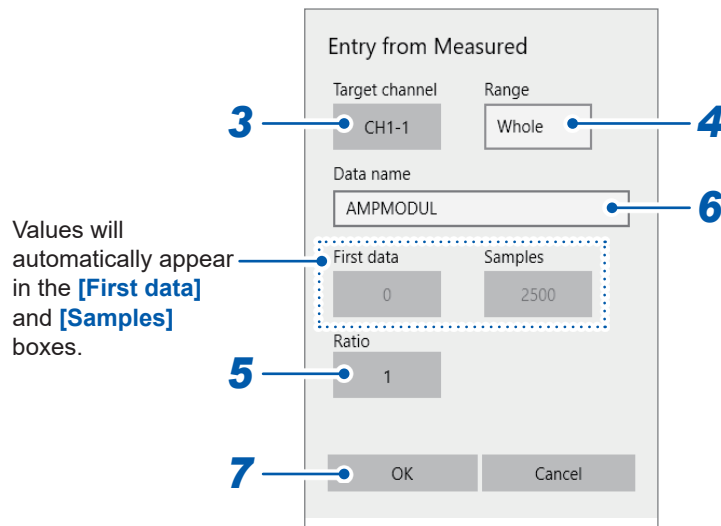 Entry from Measured
Target channel Range
3 CH1-1 Whole 4
Data name
AMPMODUL 6
Values will
automatically appear
in the [First data]
and [Samples]
boxes.
First data Samples
0 2500
Ratio
5 1
7 OK Cancel